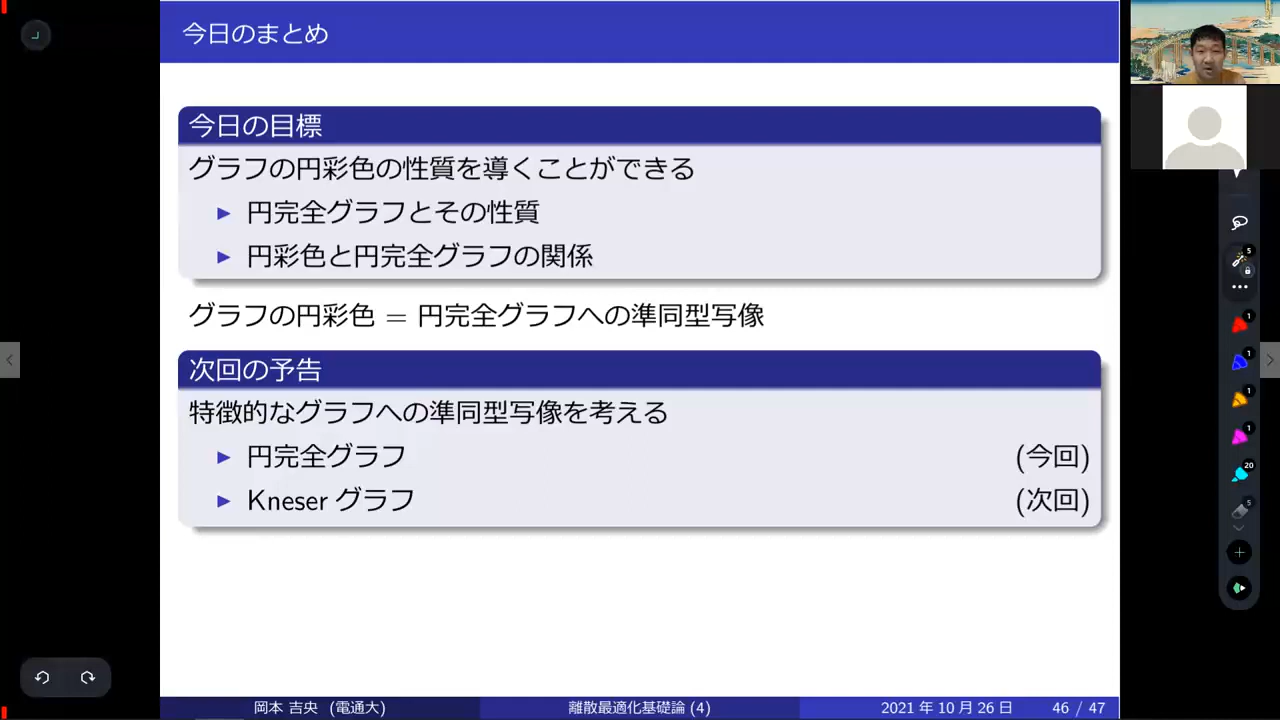 今日のまとめ
今日の目標
グラフの円彩色の性質を導くことができる
▶ 円完全グラフとその性質
▶ 円彩色と円完全グラフの関係
グラフの円彩色 = 円完全グラフへの準同型写像
次回の予告
特徴的なグラフへの準同型写像を考える
▶ 円完全グラフ (今回)
▶ Kneser グラフ (次回)
岡本 吉央 (電通大) 離散最適化基礎論 (4) 2021 年 10 月 26 日 46 / 47
5
1
1
1
1
20
5